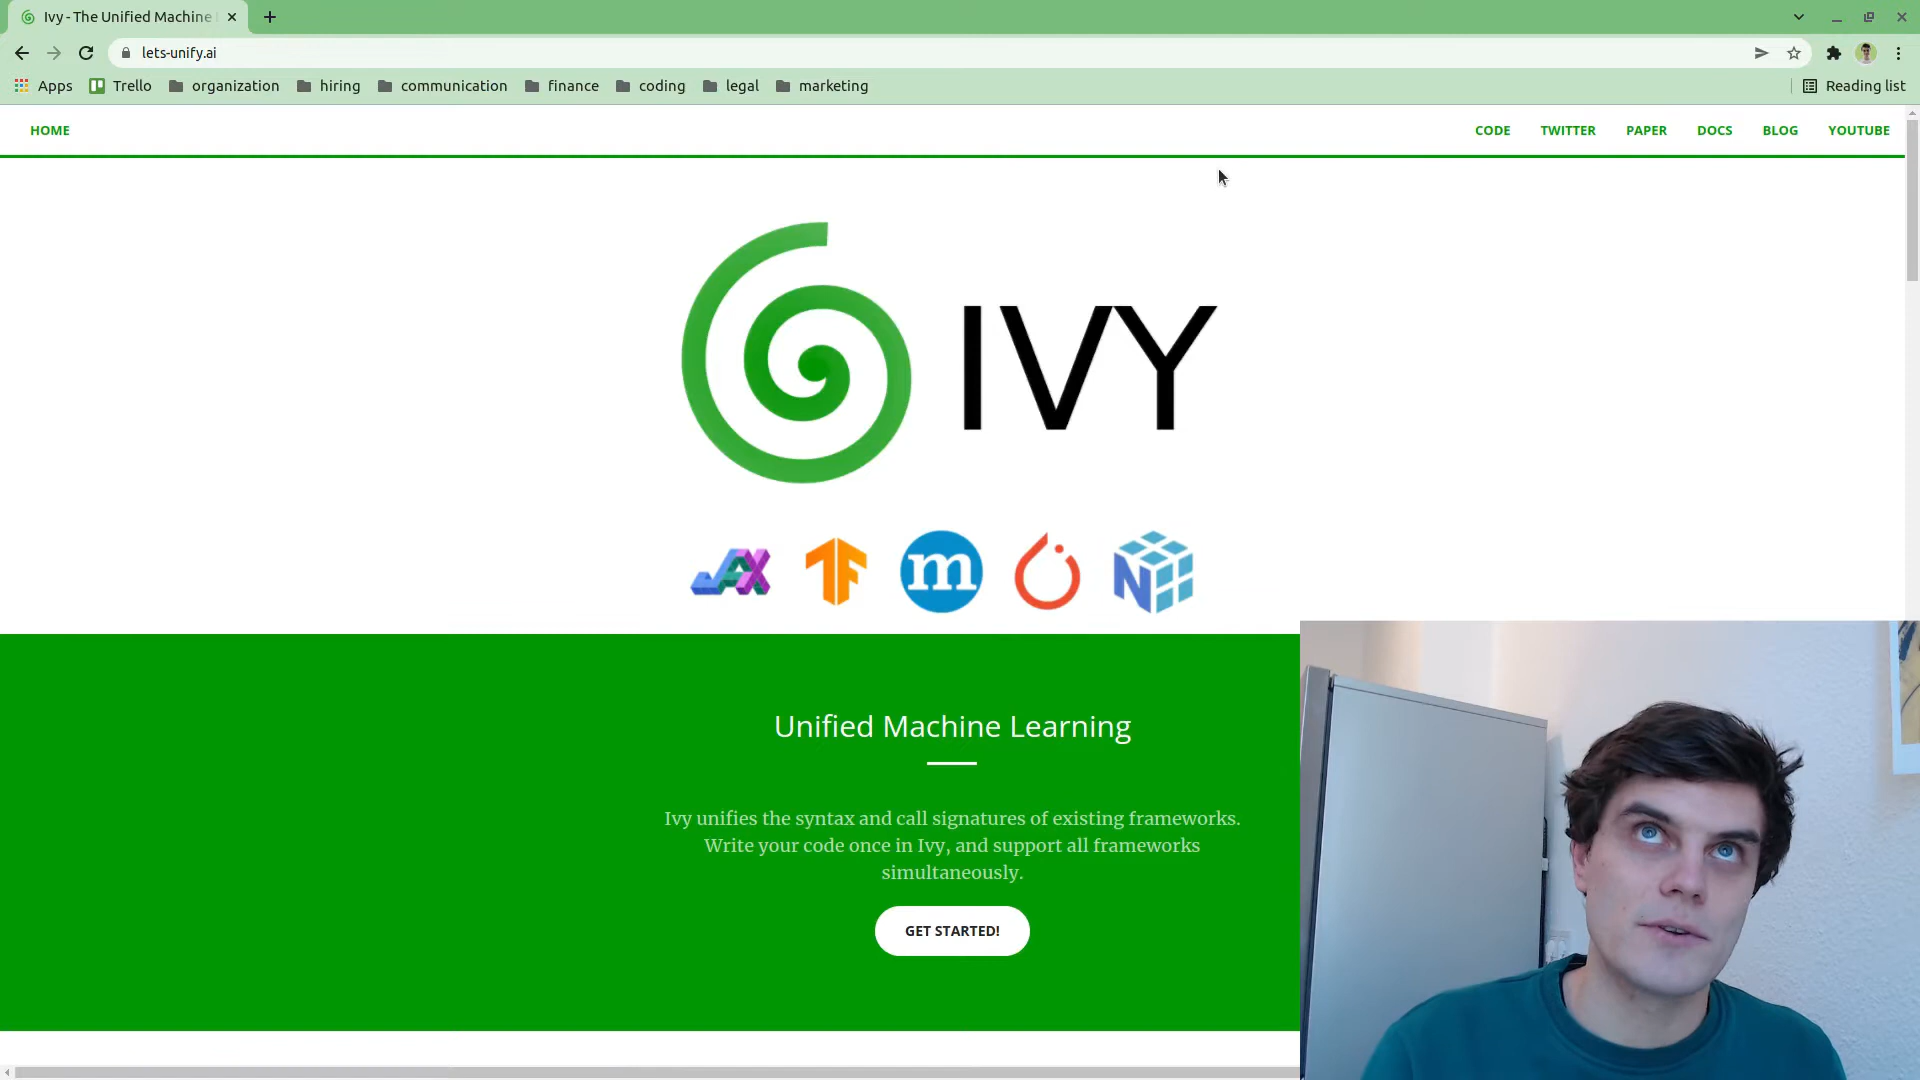 Ivy - The Unified Machine
lets-unify.ai
Apps Trello organization hiring communication finance coding legal marketing Reading list
HOME CODE TWITTER PAPER DOCS BLOG YOUTUBE
IVY
JAX TF m N
Unified Machine Learning
Ivy unifies the syntax and call signatures of existing frameworks.
Write your code once in Ivy, and support all frameworks
simultaneously.
GET STARTED!